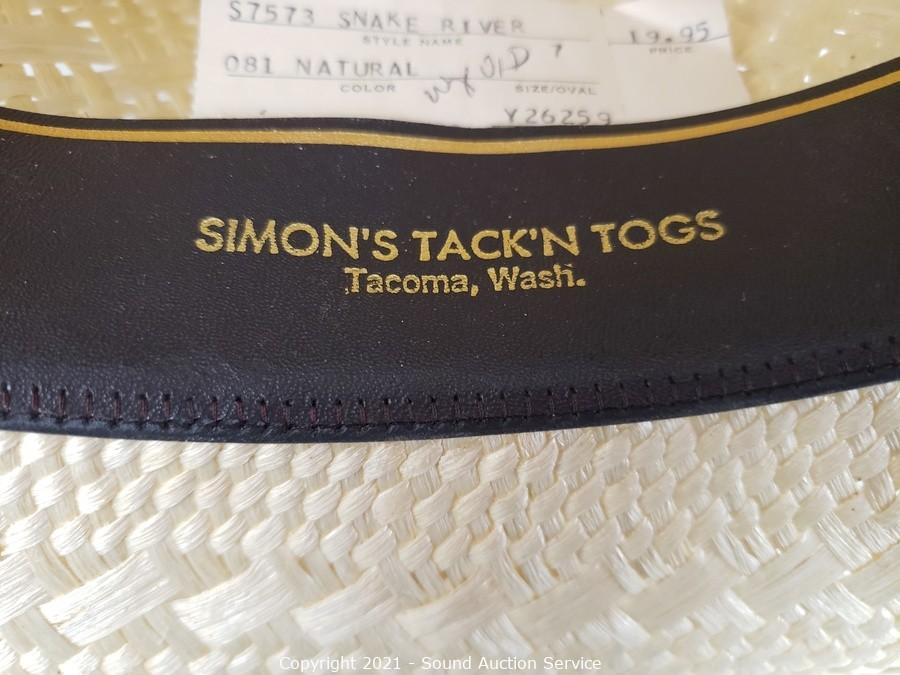 S7573 SNAKE RIVER 19.95
STYLE NAME PRICE
081 NATURAL
COLOR SIZE/OVAL
Y26259
SIMON'S TACK'N TOGS
Tacoma, Wash.
Copyright 2021 - Sound Auction Service